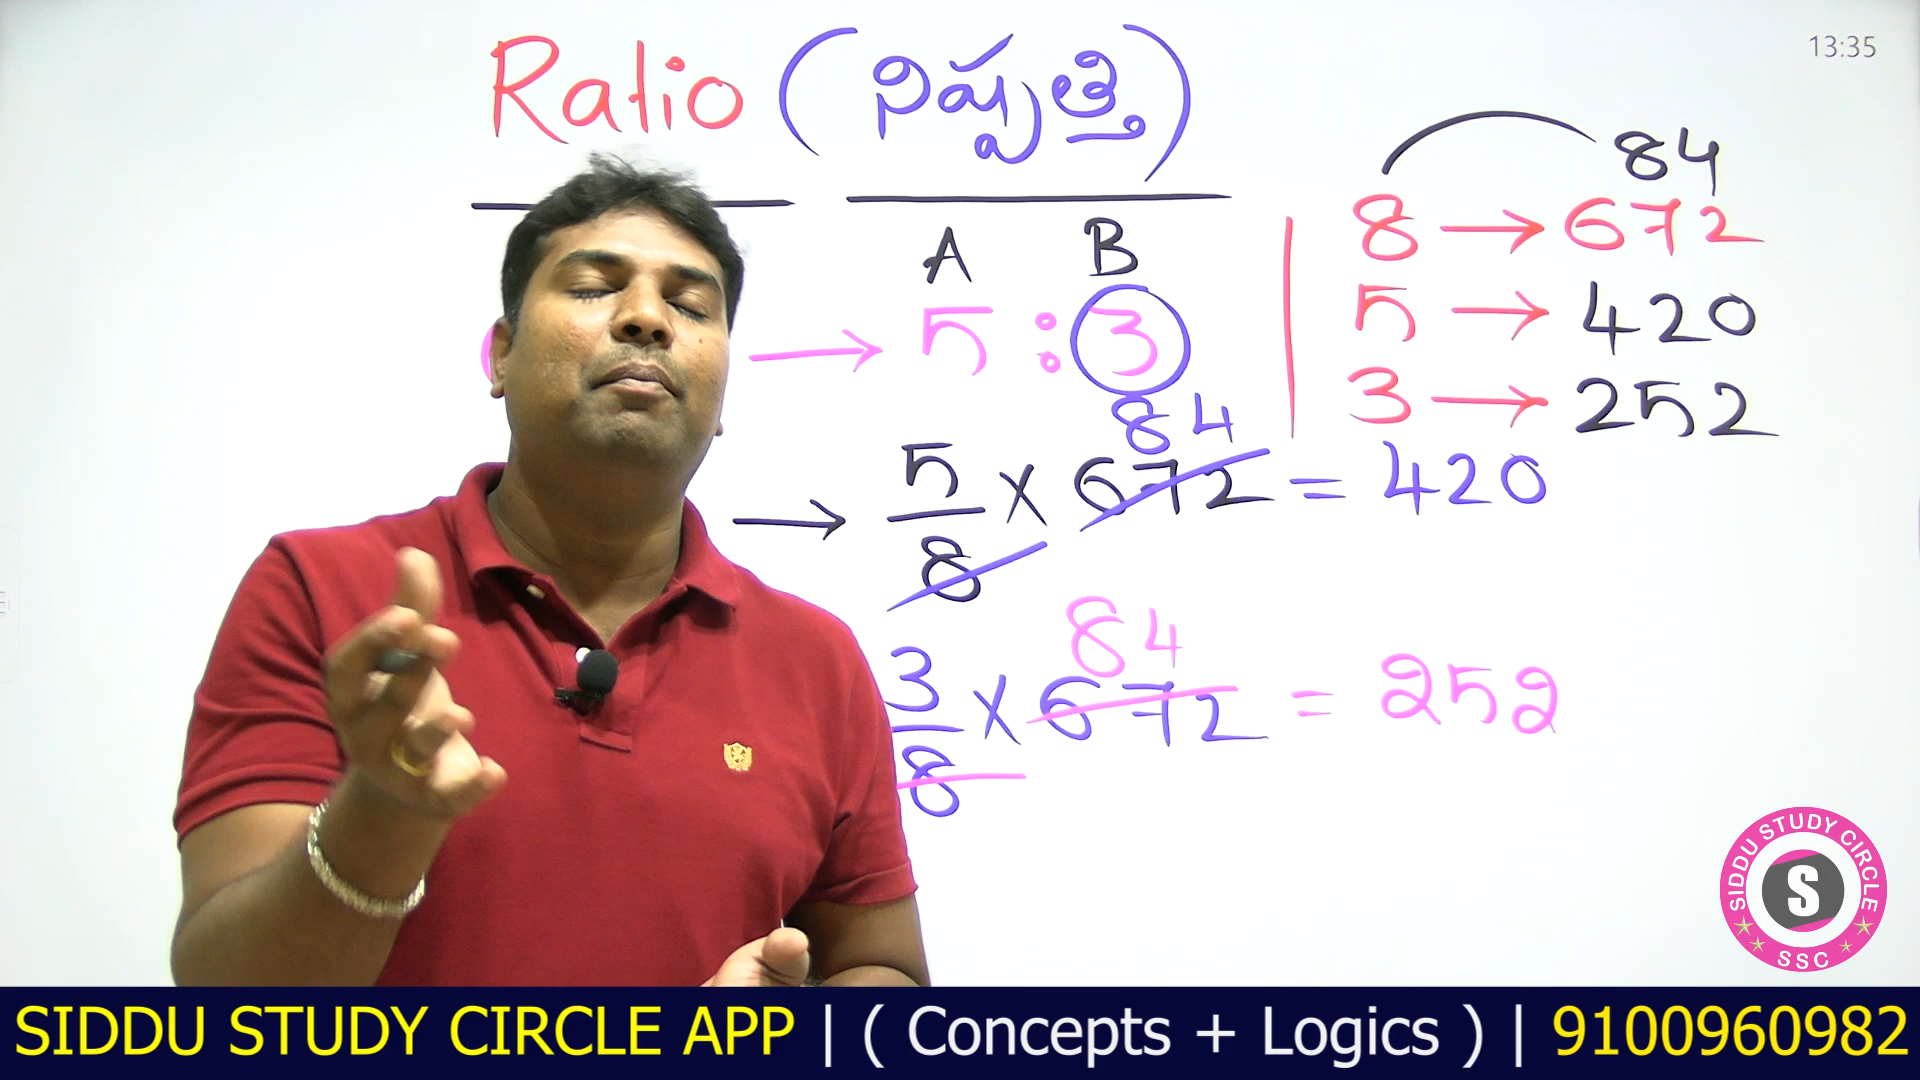 13:35
Ratio (నిష్పత్తి)
84
A B
8 → 672
→ 5 : 3
5 → 420
3 → 252
84
→ 5/8 × 672 = 420
84
3/8 × 672 = 252
SIDDU STUDY CIRCLE
S
SSC
SIDDU STUDY CIRCLE APP | ( Concepts + Logics ) | 9100960982